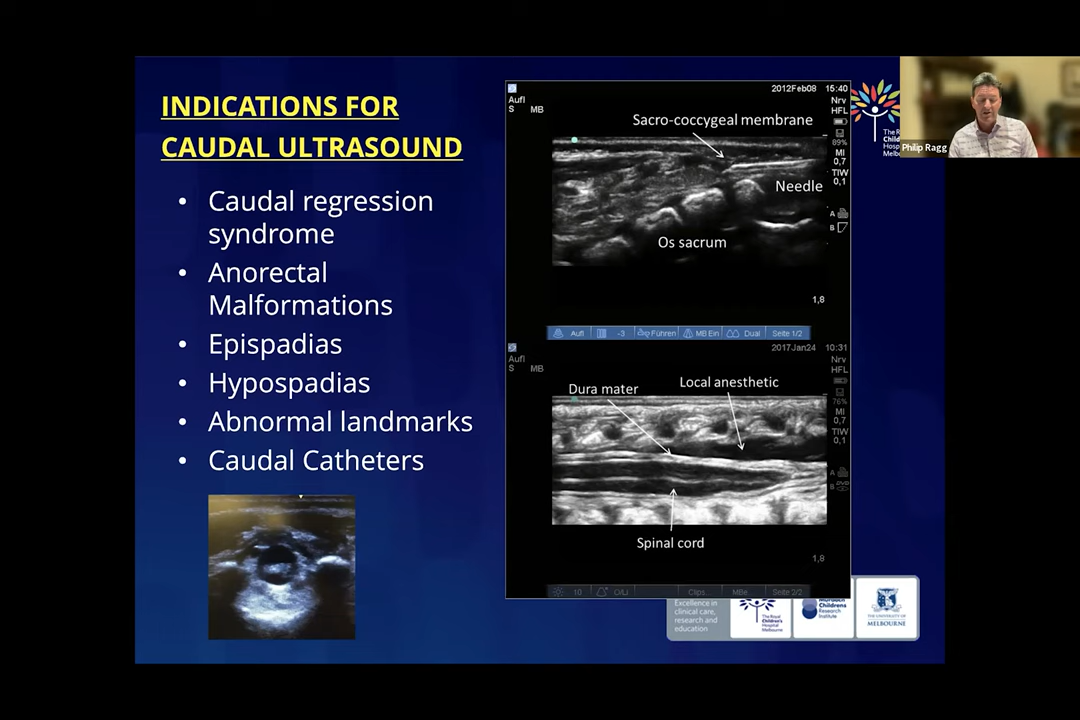 INDICATIONS FOR
CAUDAL ULTRASOUND
• Caudal regression
syndrome
• Anorectal
Malformations
• Epispadias
• Hypospadias
• Abnormal landmarks
• Caudal Catheters
2012Feb08 15:40
Aufl
S MB
Nrv
HFL
89%
MI
0,7
TIW
0,1
A
B
Sacro-coccygeal membrane
Needle
Os sacrum
1,8
Aufl -3 Führen MB Ein Dual Seite 1/2
2017Jan24 10:31
Aufl
S MB
Nrv
HFL
76%
MI
0,7
TIW
0,1
A
B
Dura mater
Local anesthetic
Spinal cord
1,8
10 Clips MBe Seite 2/2
The
Philip Ragg
Excellence in
clinical care,
research and
education
The Royal
Children's
Hospital
Melbourne
Murdoch
Childrens
Research
Institute
THE UNIVERSITY OF
MELBOURNE